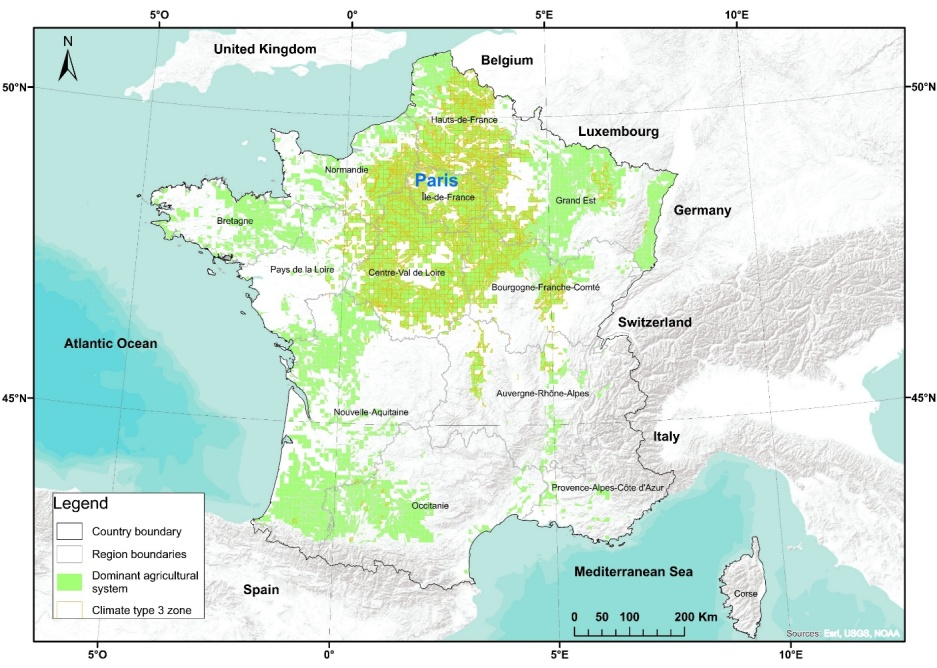 5°O 0° 5°E 10°E
N
United Kingdom
Belgium
50°N 50°N
Hauts-de-France
Luxembourg
Normandie
Paris
Île-de-France
Grand Est
Germany
Bretagne
Pays de la Loire
Centre-Val de Loire
Bourgogne-Franche-Comté
Switzerland
Atlantic Ocean
Auvergne-Rhône-Alpes
45°N 45°N
Nouvelle-Aquitaine
Italy
Provence-Alpes-Côte d'Azur
Occitanie
Legend
Country boundary
Region boundaries
Dominant agricultural
system
Climate type 3 zone
Spain
Mediterranean Sea
Corse
0 50 100 200 Km
Sources: Esri, USGS, NOAA
5°O 0° 5°E 10°E